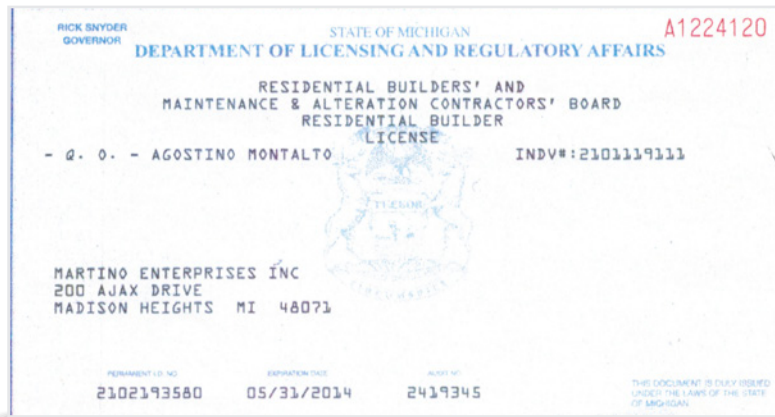 RICK SNYDER
GOVERNOR
STATE OF MICHIGAN
A1224120
DEPARTMENT OF LICENSING AND REGULATORY AFFAIRS
RESIDENTIAL BUILDERS' AND
MAINTENANCE & ALTERATION CONTRACTORS' BOARD
RESIDENTIAL BUILDER
LICENSE
- Q. O. - AGOSTINO MONTALTO INDV#:2101119111
TUEBOR
MARTINO ENTERPRISES INC
200 AJAX DRIVE
MADISON HEIGHTS MI 48071
PERMANENT I.D. NO EXPIRATION DATE AUDIT NO
2102193580 05/31/2014 2419345
THIS DOCUMENT IS DULY ISSUED
UNDER THE LAWS OF THE STATE
OF MICHIGAN